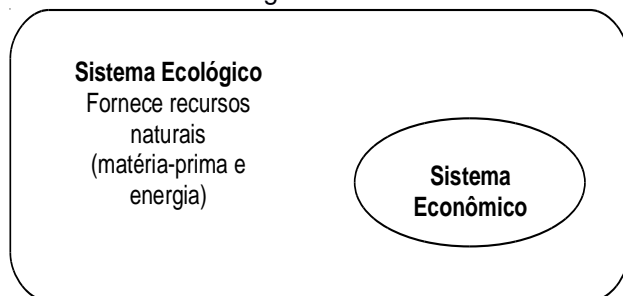 Sistema Ecológico
Fornece recursos
naturais
(matéria-prima e
energia)
Sistema
Econômico